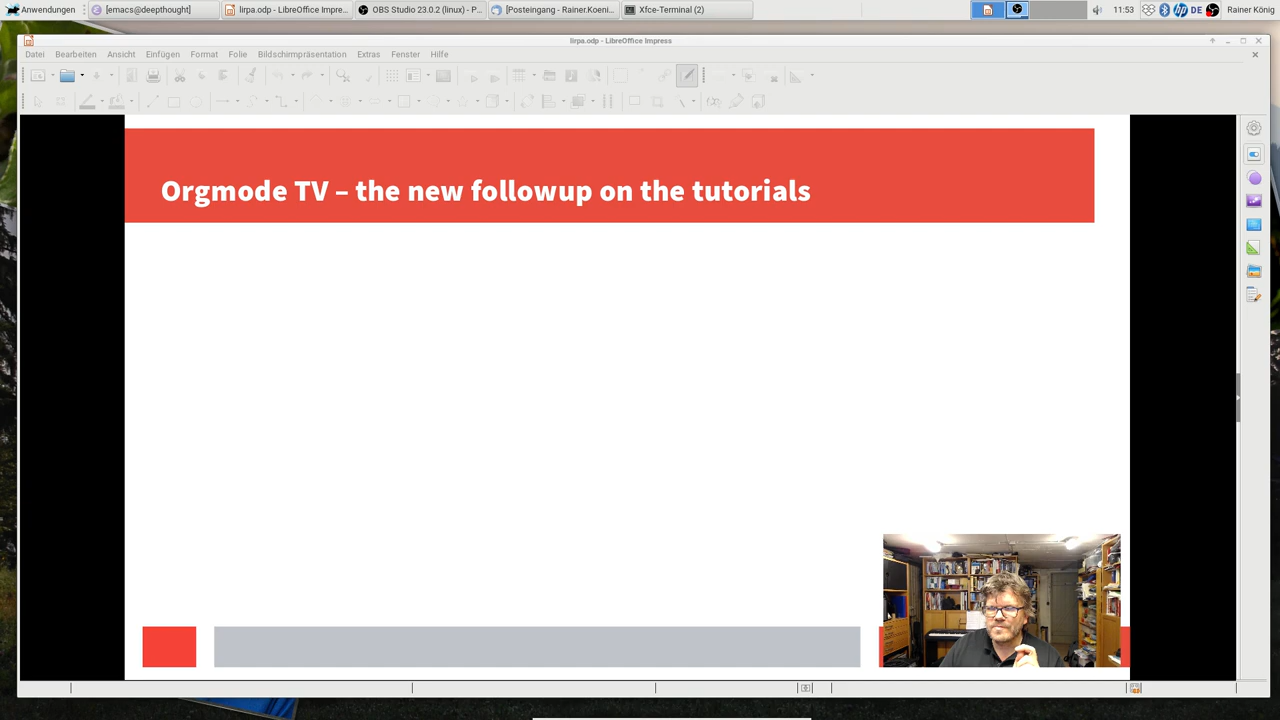 Anwendungen
[emacs@deepthought]
lirpa.odp - LibreOffice Impre...
OBS Studio 23.0.2 (linux) - P...
[Posteingang - Rainer.Koeni...
Xfce-Terminal (2)
11:53
DE
Rainer König
lirpa.odp - LibreOffice Impress
Datei Bearbeiten Ansicht Einfügen Format Folie Bildschirmpräsentation Extras Fenster Hilfe
Orgmode TV – the new followup on the tutorials